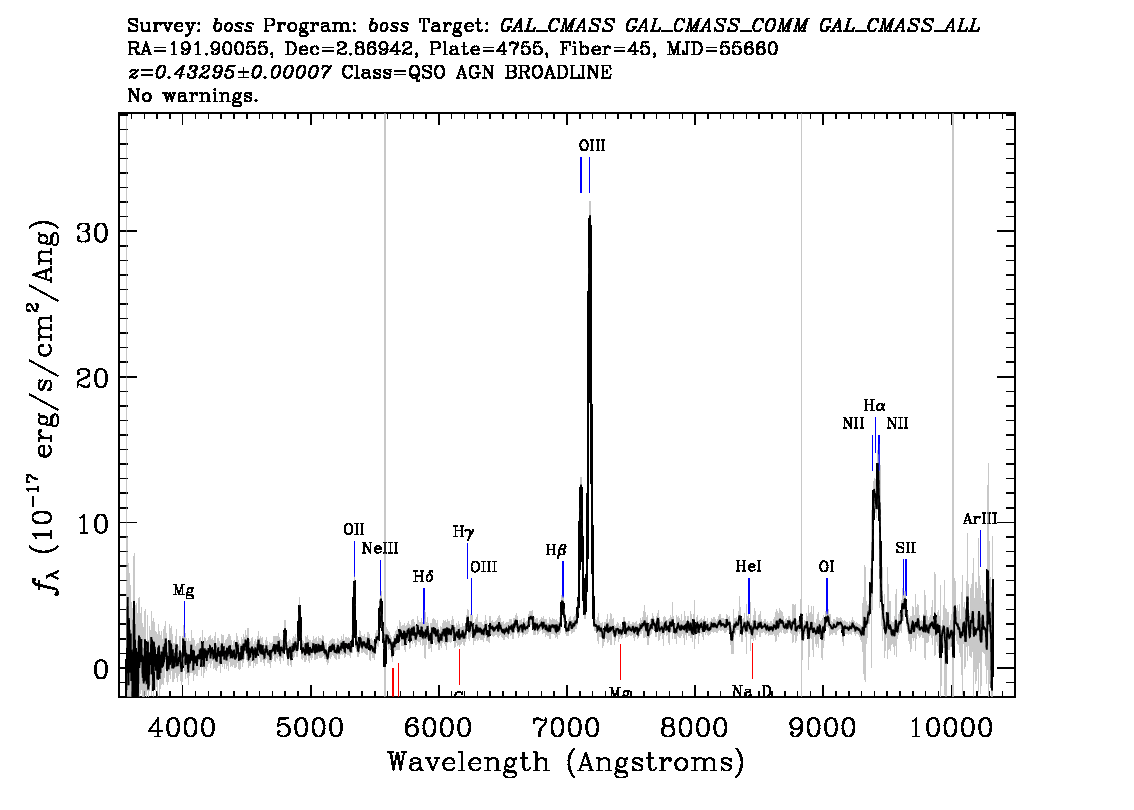 Survey: boss Program: boss Target: GAL_CMASS GAL_CMASS_COMM GAL_CMASS_ALL
RA=191.90055, Dec=2.86942, Plate=4755, Fiber=45, MJD=55660
z=0.43295±0.00007 Class=QSO AGN BROADLINE
No warnings.
OIII
30
20
Hα
NII NII
10
OII
NeIII
Hγ
OIII
Hβ
ArIII
SII
Hδ
HeI
OI
Mg
0
G
Mg
Na D
fλ (10⁻¹⁷ erg/s/cm²/Ang)
4000 5000 6000 7000 8000 9000 10000
Wavelength (Angstroms)